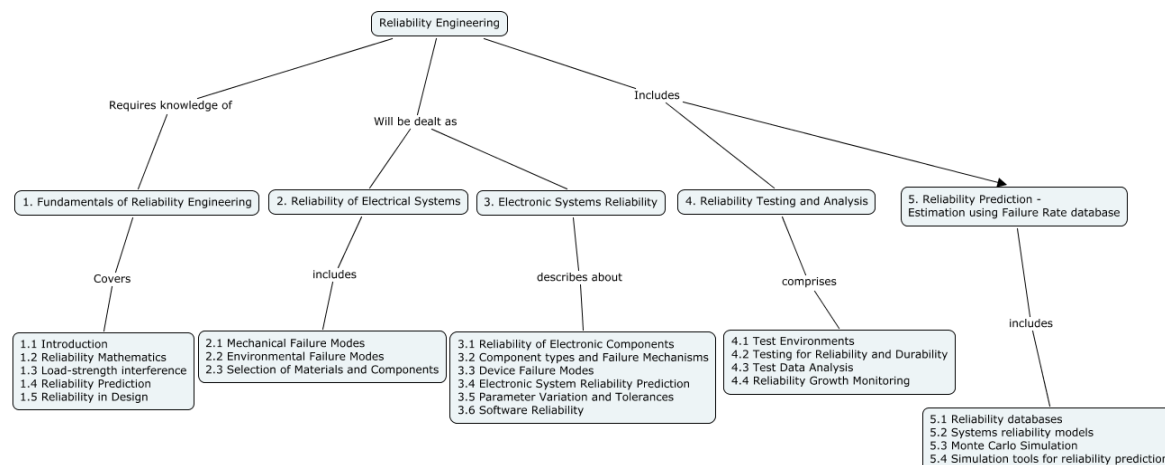 Reliability Engineering
Requires knowledge of
Will be dealt as
Includes
1. Fundamentals of Reliability Engineering
2. Reliability of Electrical Systems
3. Electronic Systems Reliability
4. Reliability Testing and Analysis
5. Reliability Prediction -
Estimation using Failure Rate database
Covers
includes
describes about
comprises
includes
1.1 Introduction
1.2 Reliability Mathematics
1.3 Load-strength interference
1.4 Reliability Prediction
1.5 Reliability in Design
2.1 Mechanical Failure Modes
2.2 Environmental Failure Modes
2.3 Selection of Materials and Components
3.1 Reliability of Electronic Components
3.2 Component types and Failure Mechanisms
3.3 Device Failure Modes
3.4 Electronic System Reliability Prediction
3.5 Parameter Variation and Tolerances
3.6 Software Reliability
4.1 Test Environments
4.2 Testing for Reliability and Durability
4.3 Test Data Analysis
4.4 Reliability Growth Monitoring
5.1 Reliability databases
5.2 Systems reliability models
5.3 Monte Carlo Simulation
5.4 Simulation tools for reliability prediction